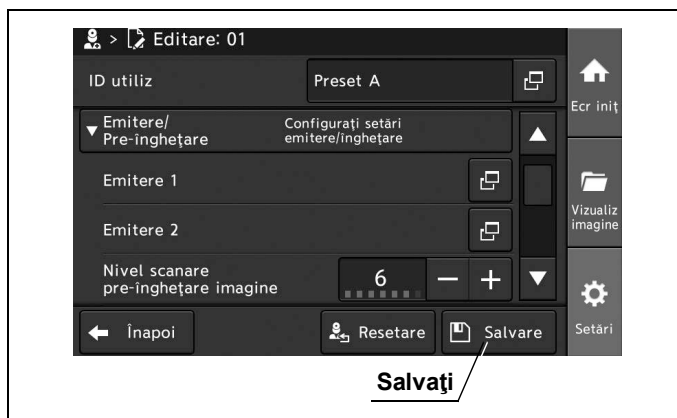 > Editare: 01
ID utiliz Preset A
Ecr iniț
▼ Emitere/
Pre-înghețare
Configurați setări
emitere/înghețare
▲
Emitere 1
Vizualiz
imagine
Emitere 2
Nivel scanare
pre-înghețare imagine
6 − + ▼
← Înapoi Resetare Salvare
Setări
Salvaţi